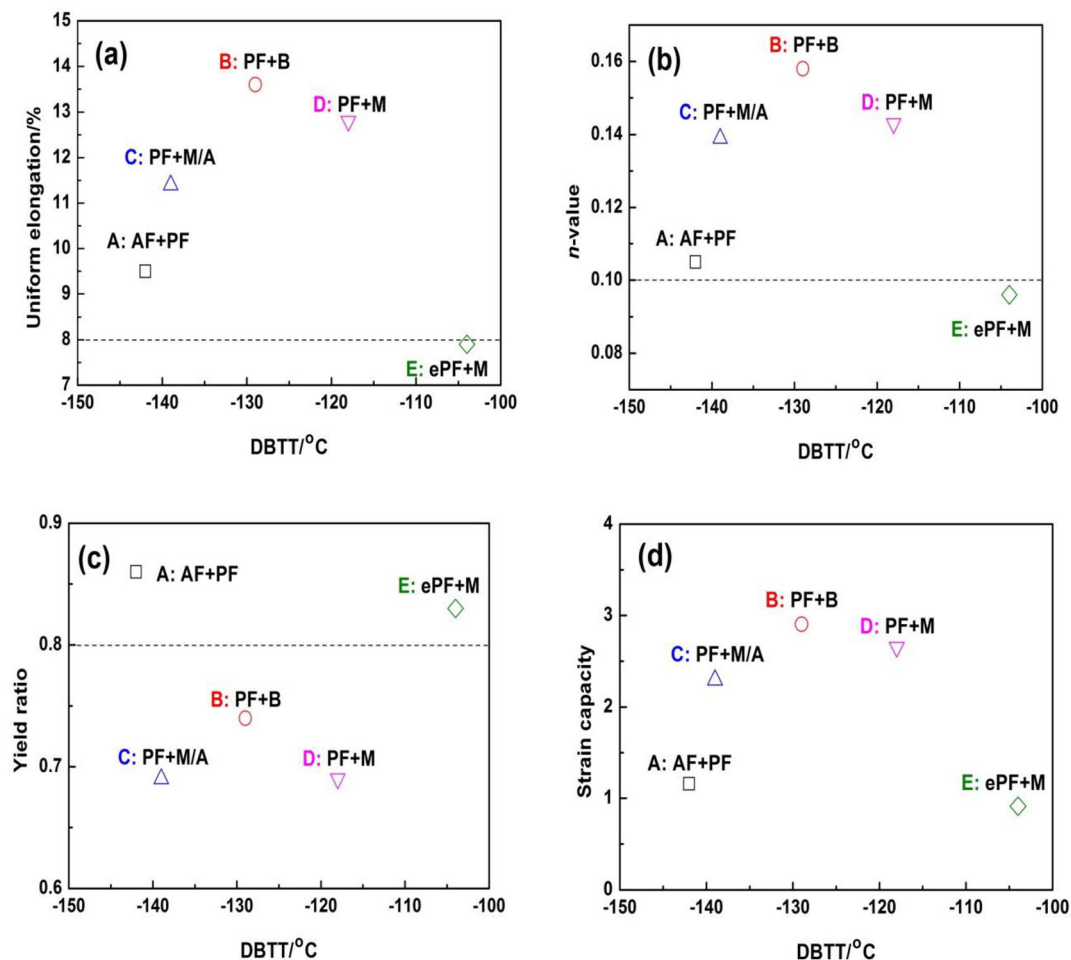 (a)
B: PF+B
D: PF+M
C: PF+M/A
A: AF+PF
E: ePF+M
15
14
13
12
11
10
9
8
7
Uniform elongation/%
-150
-140
-130
-120
-110
-100
DBTT/°C
(b)
B: PF+B
D: PF+M
C: PF+M/A
A: AF+PF
E: ePF+M
0.16
0.14
0.12
0.10
0.08
n-value
-150
-140
-130
-120
-110
-100
DBTT/°C
(c)
A: AF+PF
E: ePF+M
B: PF+B
C: PF+M/A
D: PF+M
0.9
0.8
0.7
0.6
Yield ratio
-150
-140
-130
-120
-110
-100
DBTT/°C
(d)
B: PF+B
D: PF+M
C: PF+M/A
A: AF+PF
E: ePF+M
4
3
2
1
0
Strain capacity
-150
-140
-130
-120
-110
-100
DBTT/°C